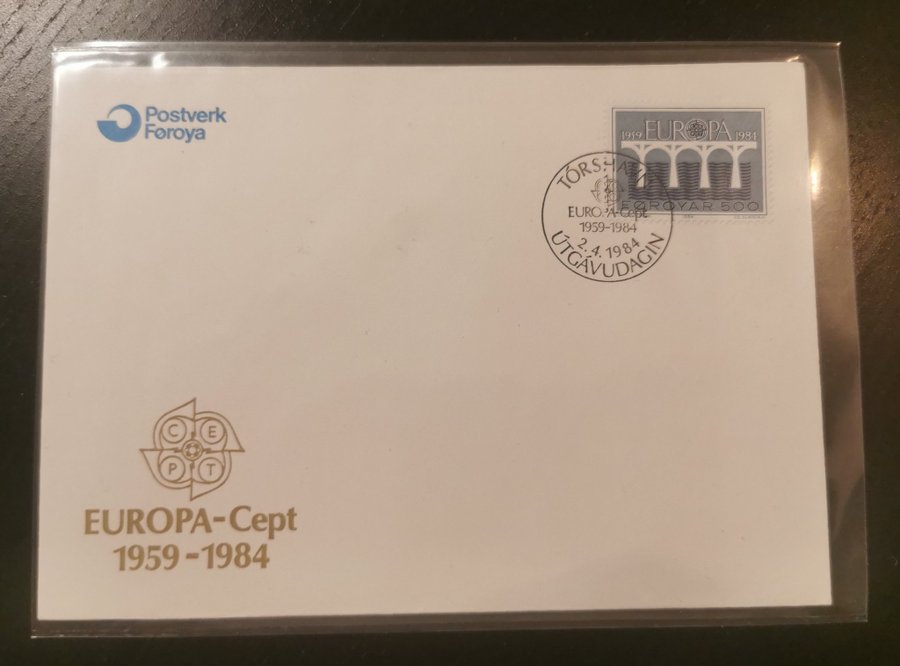 Postverk
Føroya
1959 EUROPA 1984
FØROYAR 500
TÓRSHAVN
EUROPA-Cept
1959-1984
2.4.1984
ÚTGÁVUDAGIN
C E
P T
EUROPA-Cept
1959-1984